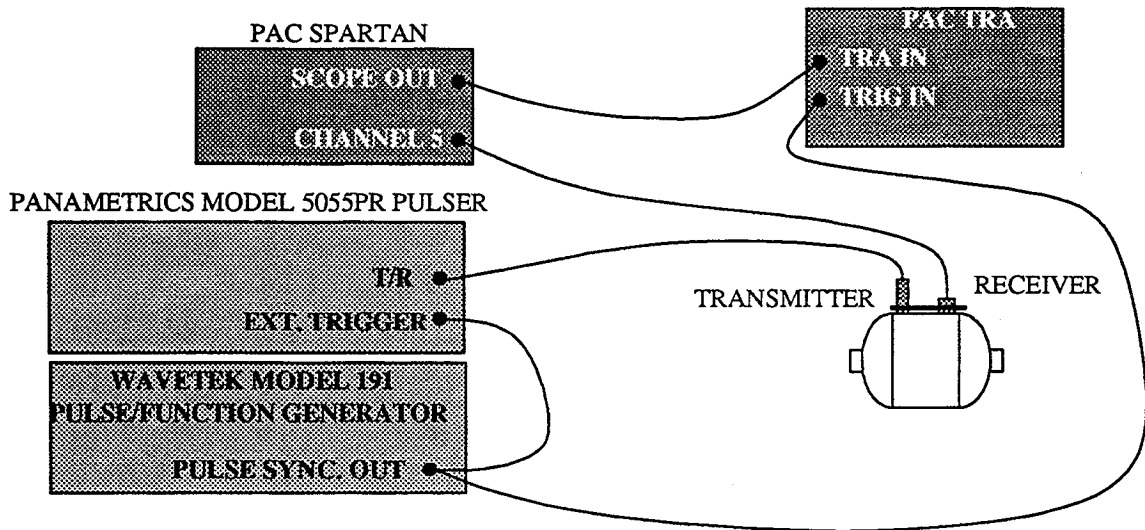 PAC SPARTAN
SCOPE OUT
CHANNEL 5
PAC TRA
TRA IN
TRIG IN
PANAMETRICS MODEL 5055PR PULSER
T/R
EXT. TRIGGER
TRANSMITTER
RECEIVER
WAVETEK MODEL 191
PULSE/FUNCTION GENERATOR
PULSE SYNC. OUT